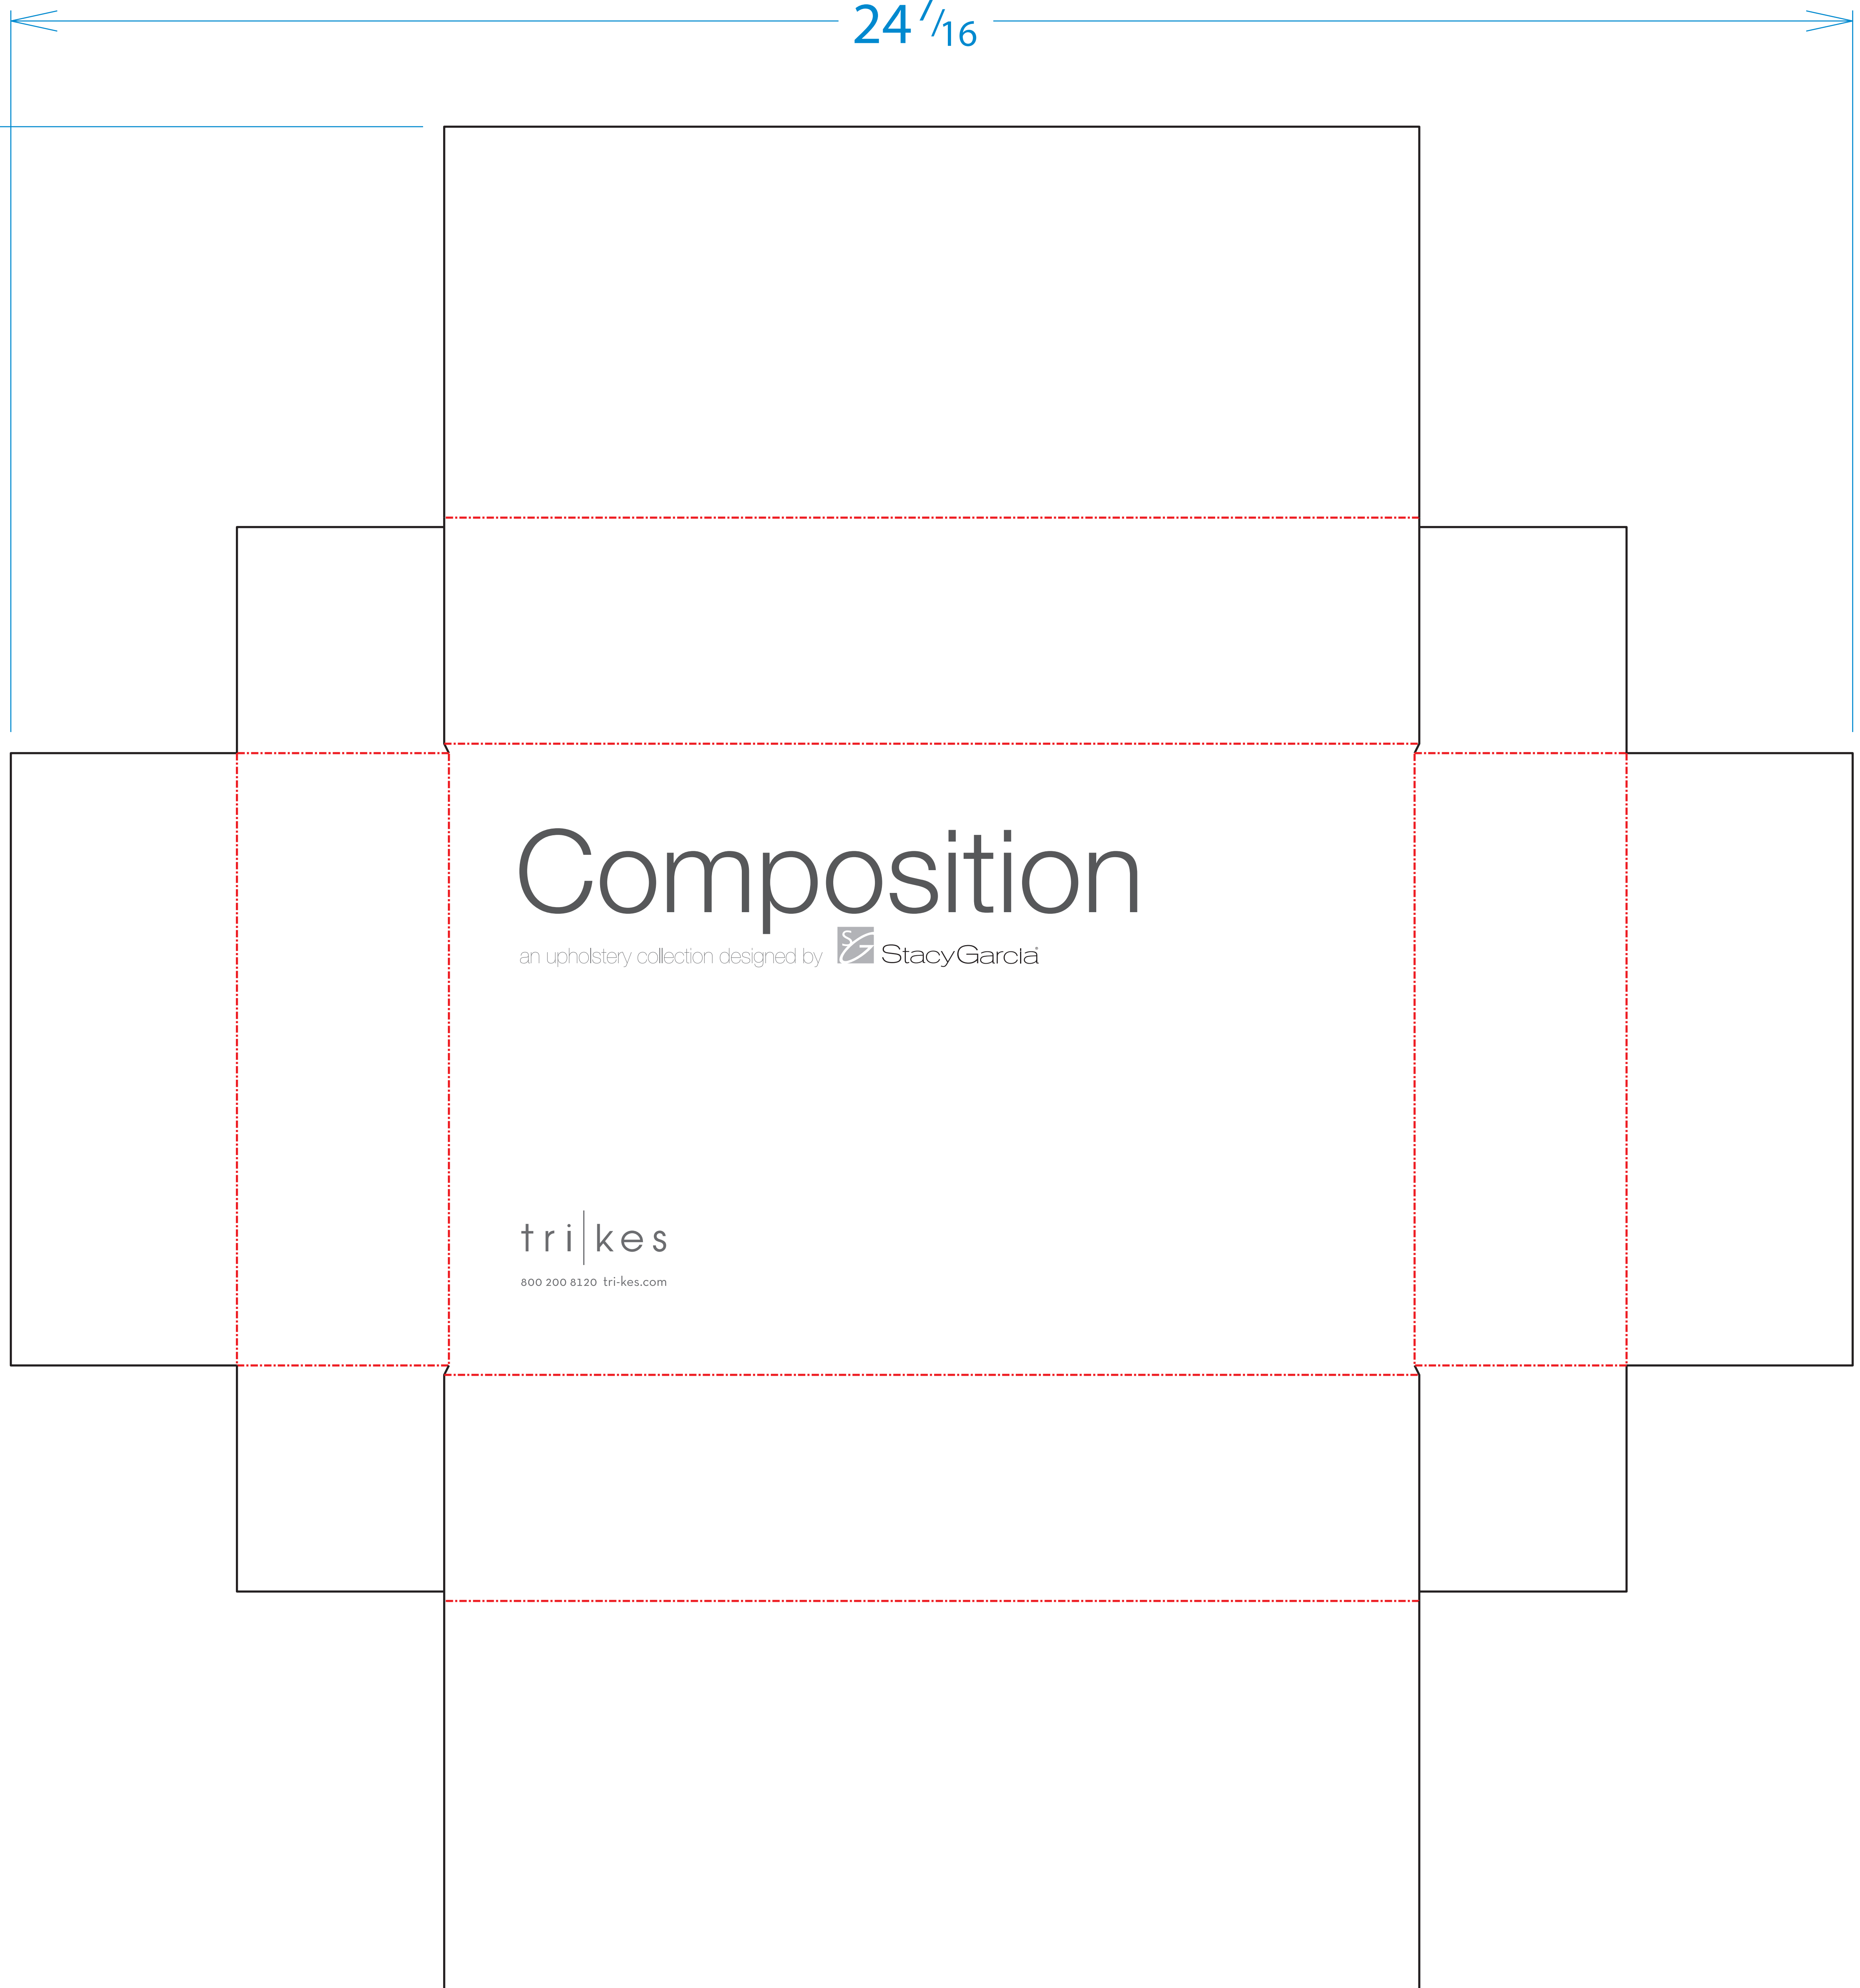 24 7/16
Composition
an upholstery collection designed by SG StacyGarcia®
tri|kes
800 200 8120 tri-kes.com